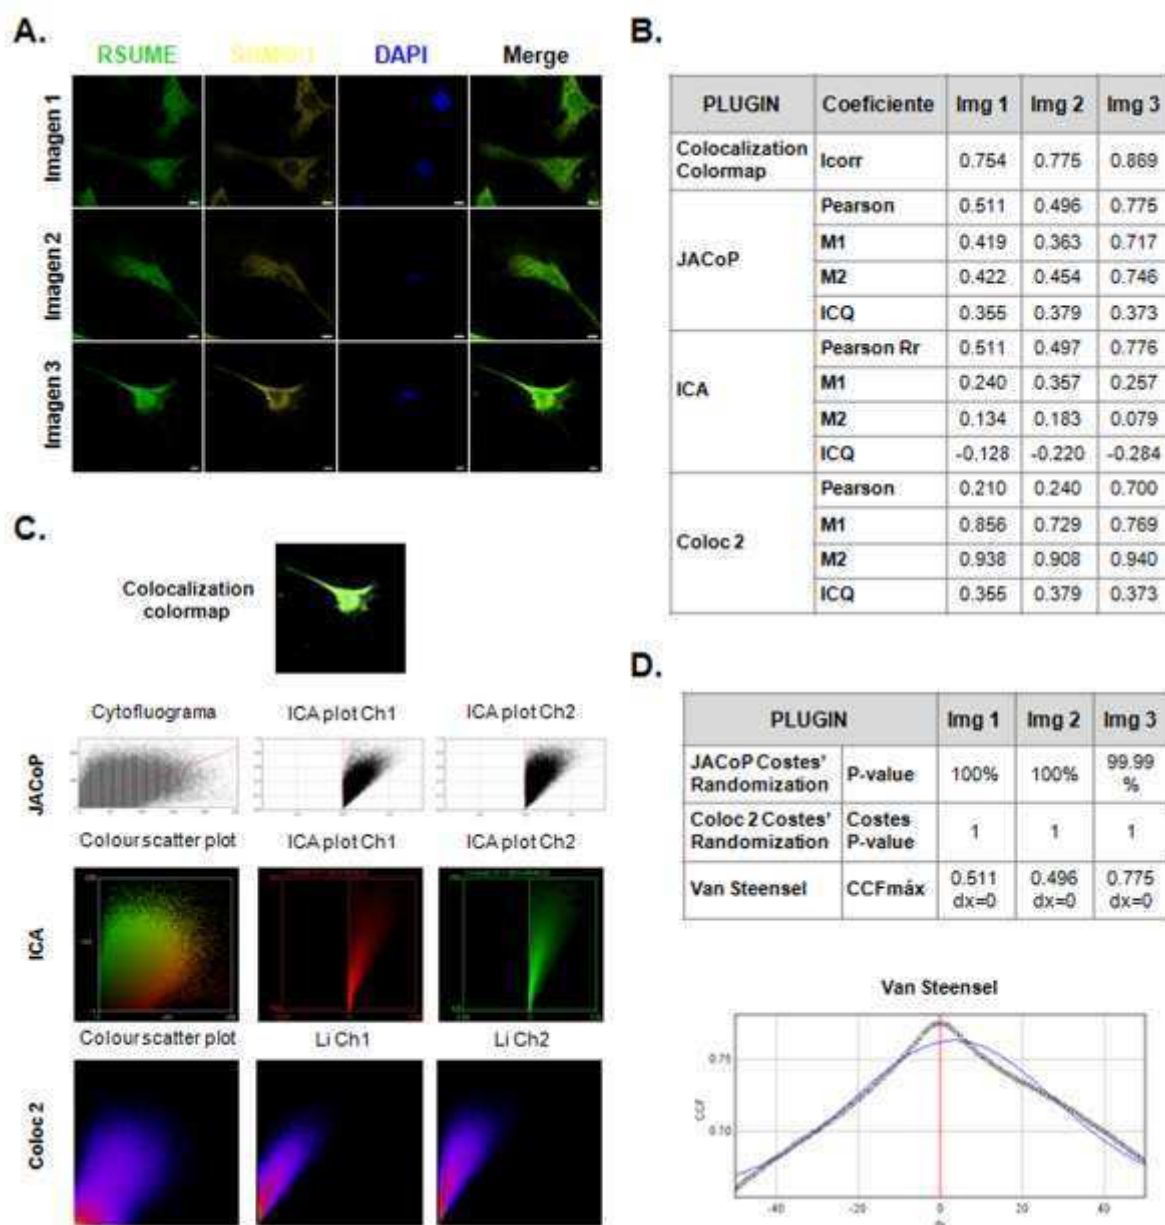 A.
RSUME SUMO-1 DAPI Merge
Imagen 1
Imagen 2
Imagen 3
B.
PLUGIN Coeficiente Img 1 Img 2 Img 3
Colocalization Colormap Icorr 0.754 0.775 0.869
JACoP
Pearson 0.511 0.496 0.775
M1 0.419 0.363 0.717
M2 0.422 0.454 0.746
ICQ 0.355 0.379 0.373
ICA
Pearson Rr 0.511 0.497 0.776
M1 0.240 0.357 0.257
M2 0.134 0.183 0.079
ICQ -0.128 -0.220 -0.284
Coloc 2
Pearson 0.210 0.240 0.700
M1 0.856 0.729 0.769
M2 0.938 0.908 0.940
ICQ 0.355 0.379 0.373
C.
Colocalization
colormap
Cytofluograma ICA plot Ch1 ICA plot Ch2
JACoP
Colour scatter plot ICA plot Ch1 ICA plot Ch2
ICA
Colour scatter plot Li Ch1 Li Ch2
Coloc 2
D.
PLUGIN Img 1 Img 2 Img 3
JACoP Costes' Randomization P-value 100% 100% 99.99 %
Coloc 2 Costes' Randomization Costes P-value 1 1 1
Van Steensel CCFmáx 0.511 dx=0 0.496 dx=0 0.775 dx=0
Van Steensel
CCF
-40 -20 0 20 40